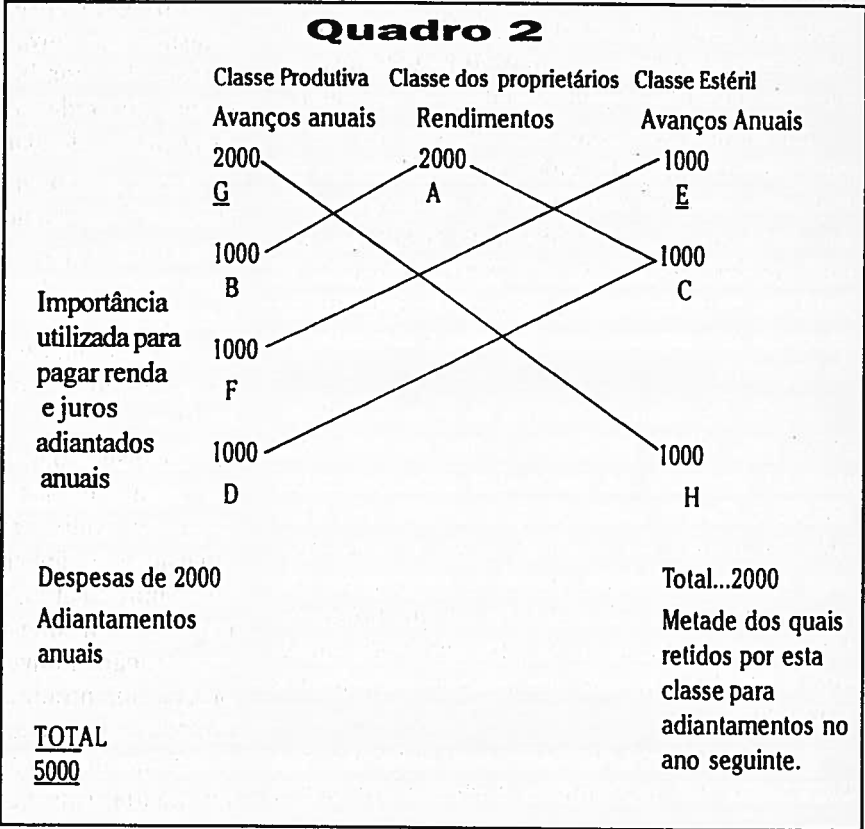 Quadro 2
Classe Produtiva Classe dos proprietários Classe Estéril
Avanços anuais Rendimentos Avanços Anuais
2000 2000 1000
G A E
1000 1000
B C
Importância
utilizada para
pagar renda
e juros
adiantados
anuais
1000
F
1000 1000
D H
Despesas de 2000
Adiantamentos
anuais
TOTAL
5000
Total...2000
Metade dos quais
retidos por esta
classe para
adiantamentos no
ano seguinte.